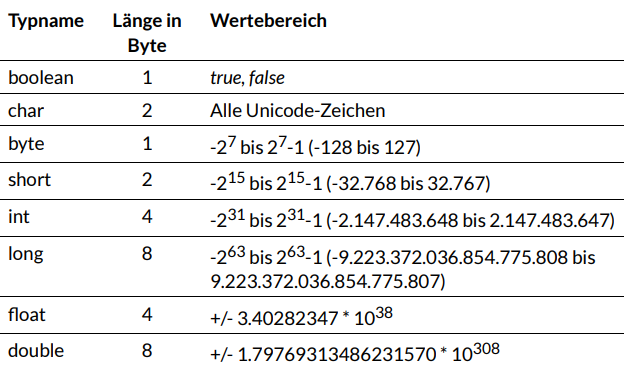 Typname Länge in Byte Wertebereich
boolean 1 true, false
char 2 Alle Unicode-Zeichen
byte 1 -2^7 bis 2^7-1 (-128 bis 127)
short 2 -2^15 bis 2^15-1 (-32.768 bis 32.767)
int 4 -2^31 bis 2^31-1 (-2.147.483.648 bis 2.147.483.647)
long 8 -2^63 bis 2^63-1 (-9.223.372.036.854.775.808 bis
9.223.372.036.854.775.807)
float 4 +/- 3.40282347 * 10^38
double 8 +/- 1.79769313486231570 * 10^308